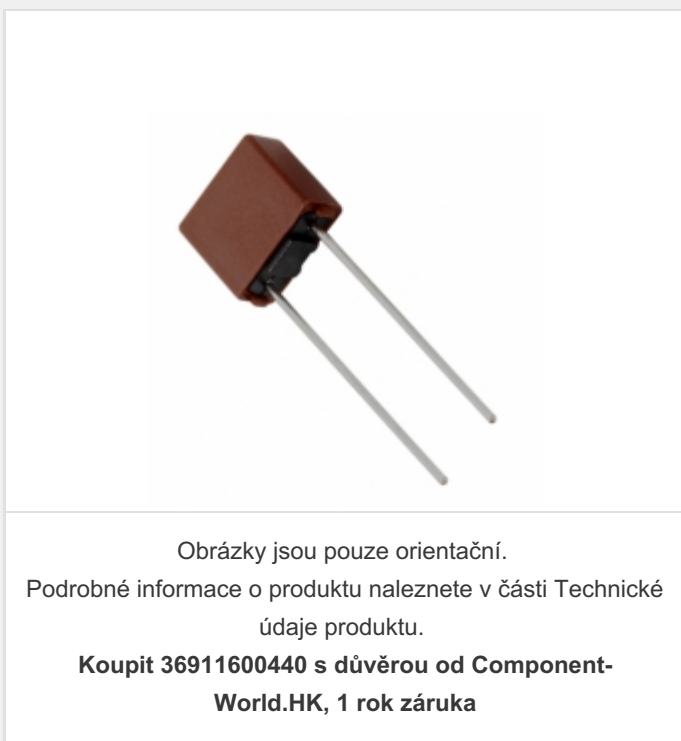 Obrázky jsou pouze orientační.
Podrobné informace o produktu naleznete v části Technické
údaje produktu.
Koupit 36911600440 s důvěrou od Component-
World.HK, 1 rok záruka